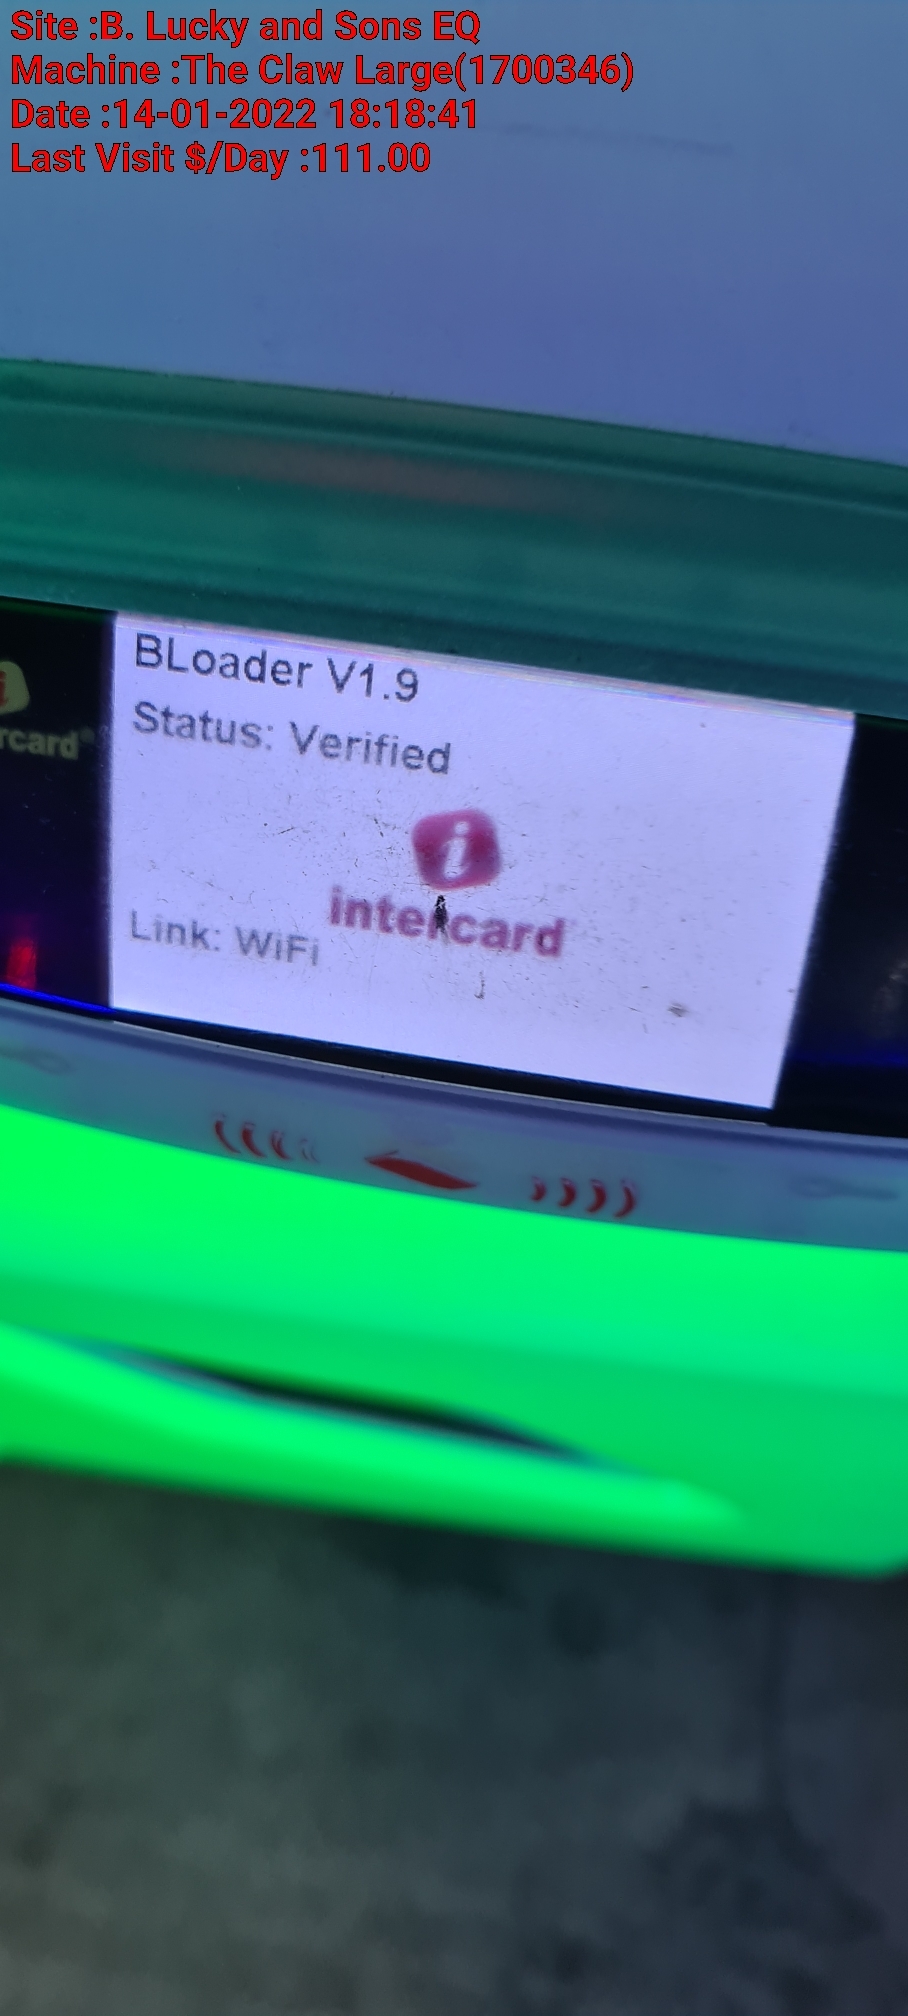 Site :B. Lucky and Sons EQ
Machine :The Claw Large(1700346)
Date :14-01-2022 18:18:41
Last Visit $/Day :111.00
BLoader V1.9
Status: Verified
rcard
i
intercard
Link: WiFi